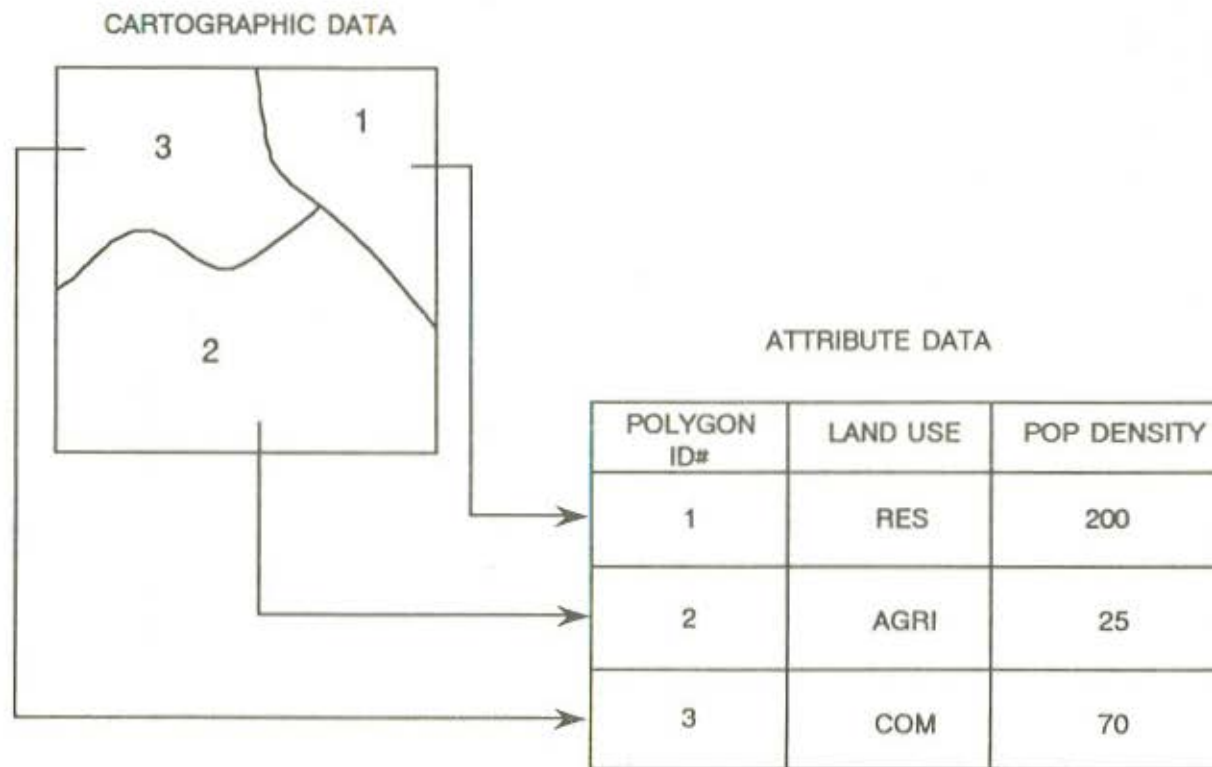 CARTOGRAPHIC DATA
3
1
2
ATTRIBUTE DATA
POLYGON ID# LAND USE POP DENSITY
1 RES 200
2 AGRI 25
3 COM 70